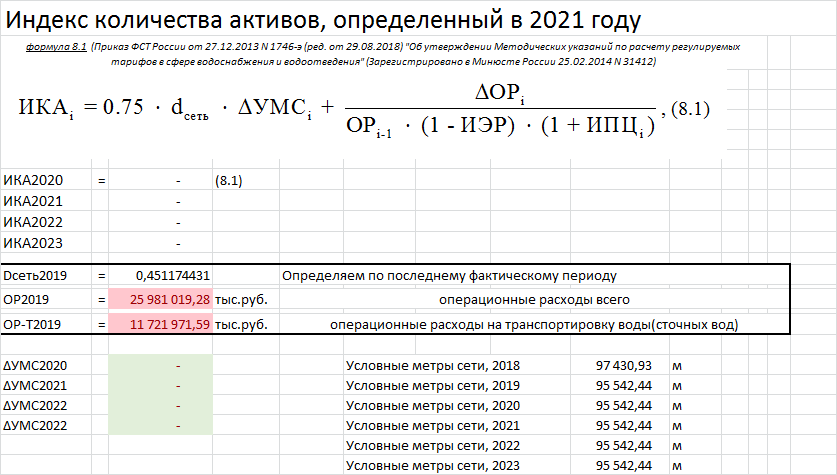 Индекс количества активов, определенный в 2021 году
формула 8.1 (Приказ ФСТ России от 27.12.2013 N 1746-э (ред. от 29.08.2018) "Об утверждении Методических указаний по расчету регулируемых
тарифов в сфере водоснабжения и водоотведения" (Зарегистрировано в Минюсте России 25.02.2014 N 31412)
ИКАi = 0.75 · dсеть · ΔУМСi + ΔОРi / ОРi-1 · (1 - ИЭР) · (1 + ИПЦi) , (8.1)
ИКА2020 = - (8.1)
ИКА2021 -
ИКА2022 -
ИКА2023 -
Dсеть2019 = 0,451174431 Определяем по последнему фактическому периоду
ОР2019 = 25 981 019,28 тыс.руб. операционные расходы всего
ОР-Т2019 = 11 721 971,59 тыс.руб. операционные расходы на транспортировку воды(сточных вод)
ΔУМС2020 - Условные метры сети, 2018 97 430,93 м
ΔУМС2021 - Условные метры сети, 2019 95 542,44 м
ΔУМС2022 - Условные метры сети, 2020 95 542,44 м
ΔУМС2022 - Условные метры сети, 2021 95 542,44 м
Условные метры сети, 2022 95 542,44 м
Условные метры сети, 2023 95 542,44 м